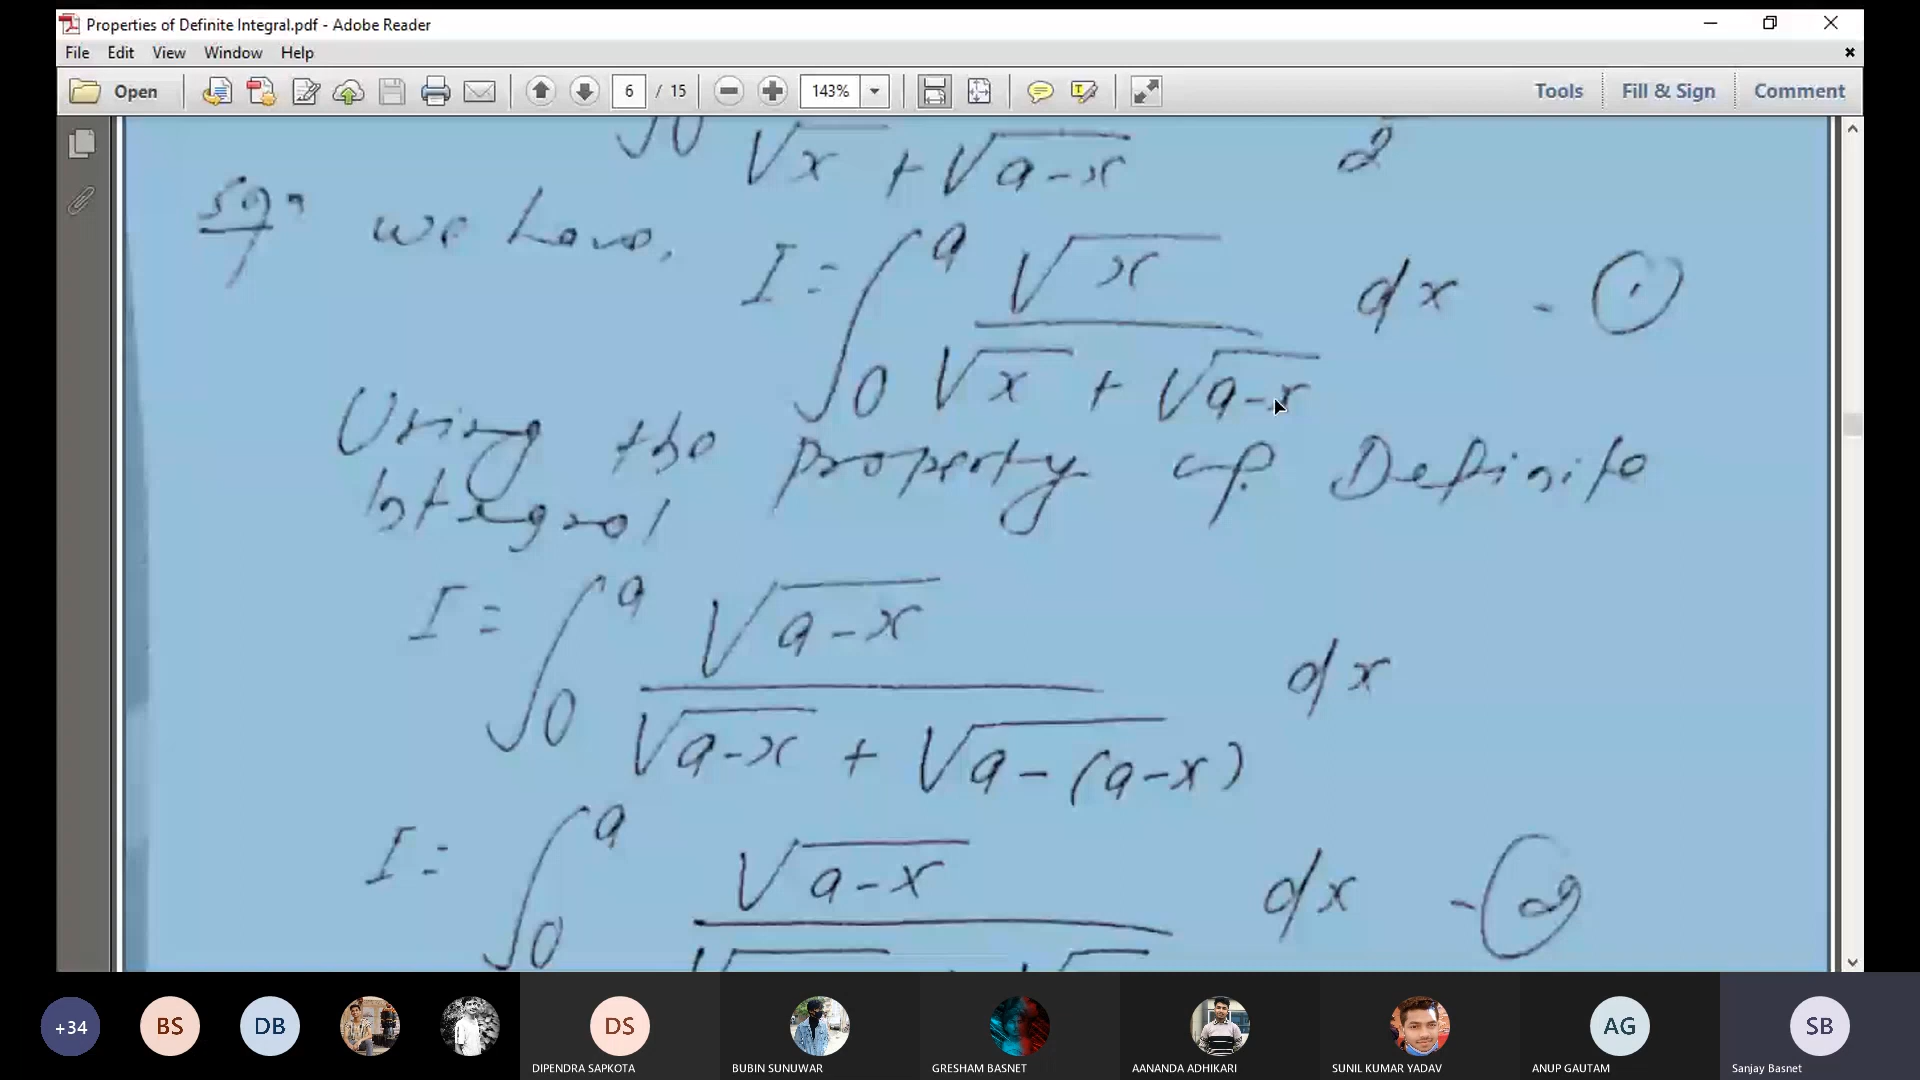 Properties of Definite Integral.pdf - Adobe Reader
File Edit View Window Help
Open 6 / 15 143% Tools Fill & Sign Comment
∫0 √x + √a-x 2
Soln we have, I = ∫0^a √x / (√x + √a-x) dx - ①
Using the property of Definite
Integral
I = ∫0^a √a-x / (√a-x + √a-(a-x)) dx
I = ∫0^a √a-x dx - ②
+34 BS DB DS AG SB
DIPENDRA SAPKOTA BUBIN SUNUWAR GRESHAM BASNET AANANDA ADHIKARI SUNIL KUMAR YADAV ANUP GAUTAM Sanjay Basnet